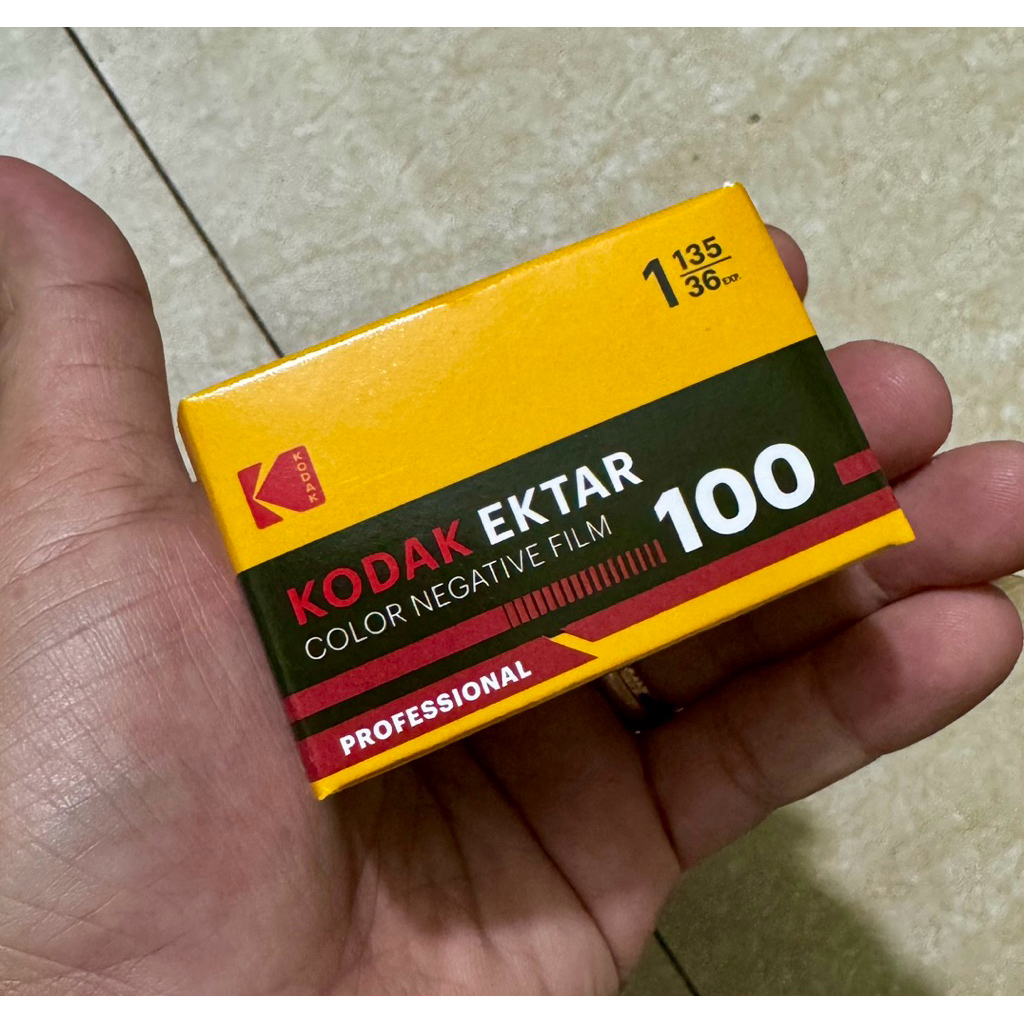 1 135/36 EXP.
KODAK
KODAK EKTAR
COLOR NEGATIVE FILM
100
PROFESSIONAL